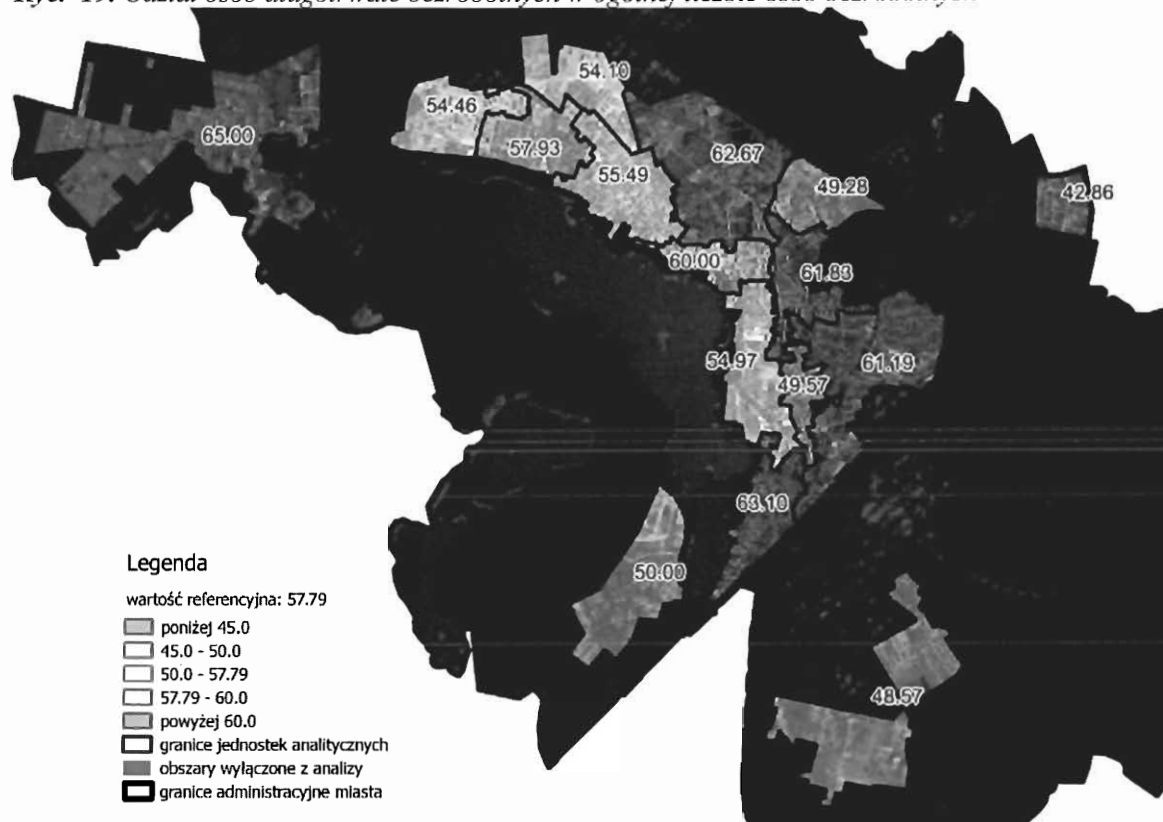 54.10
54.46
65.00
57.93
62.67
55.49
49.28
42.86
60.00
61.83
54.97
61.19
49.57
63.10
50.00
48.57
Legenda
wartość referencyjna: 57.79
poniżej 45.0
45.0 - 50.0
50.0 - 57.79
57.79 - 60.0
powyżej 60.0
granice jednostek analitycznych
obszary wyłączone z analizy
granice administracyjne miasta